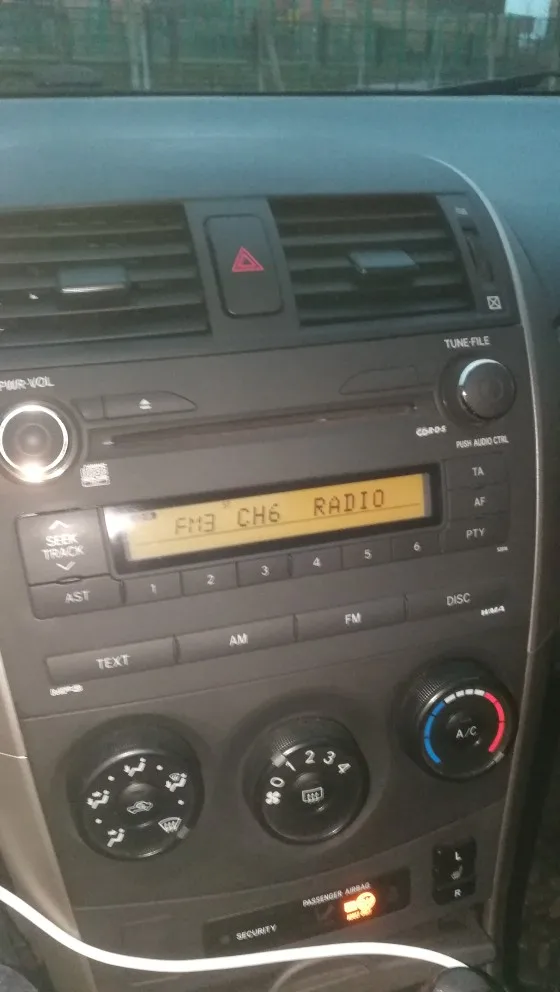 TUNE·FILE
PWR·VOL
PUSH AUDIO CTRL
TA
FM3 CH6 RADIO
AF
SEEK
TRACK
PTY
AST 1 2 3 4 5 6
TEXT AM FM DISC
WMA
MP3
A/C
0 1 2 3 4
L
R
PASSENGER AIRBAG
SECURITY